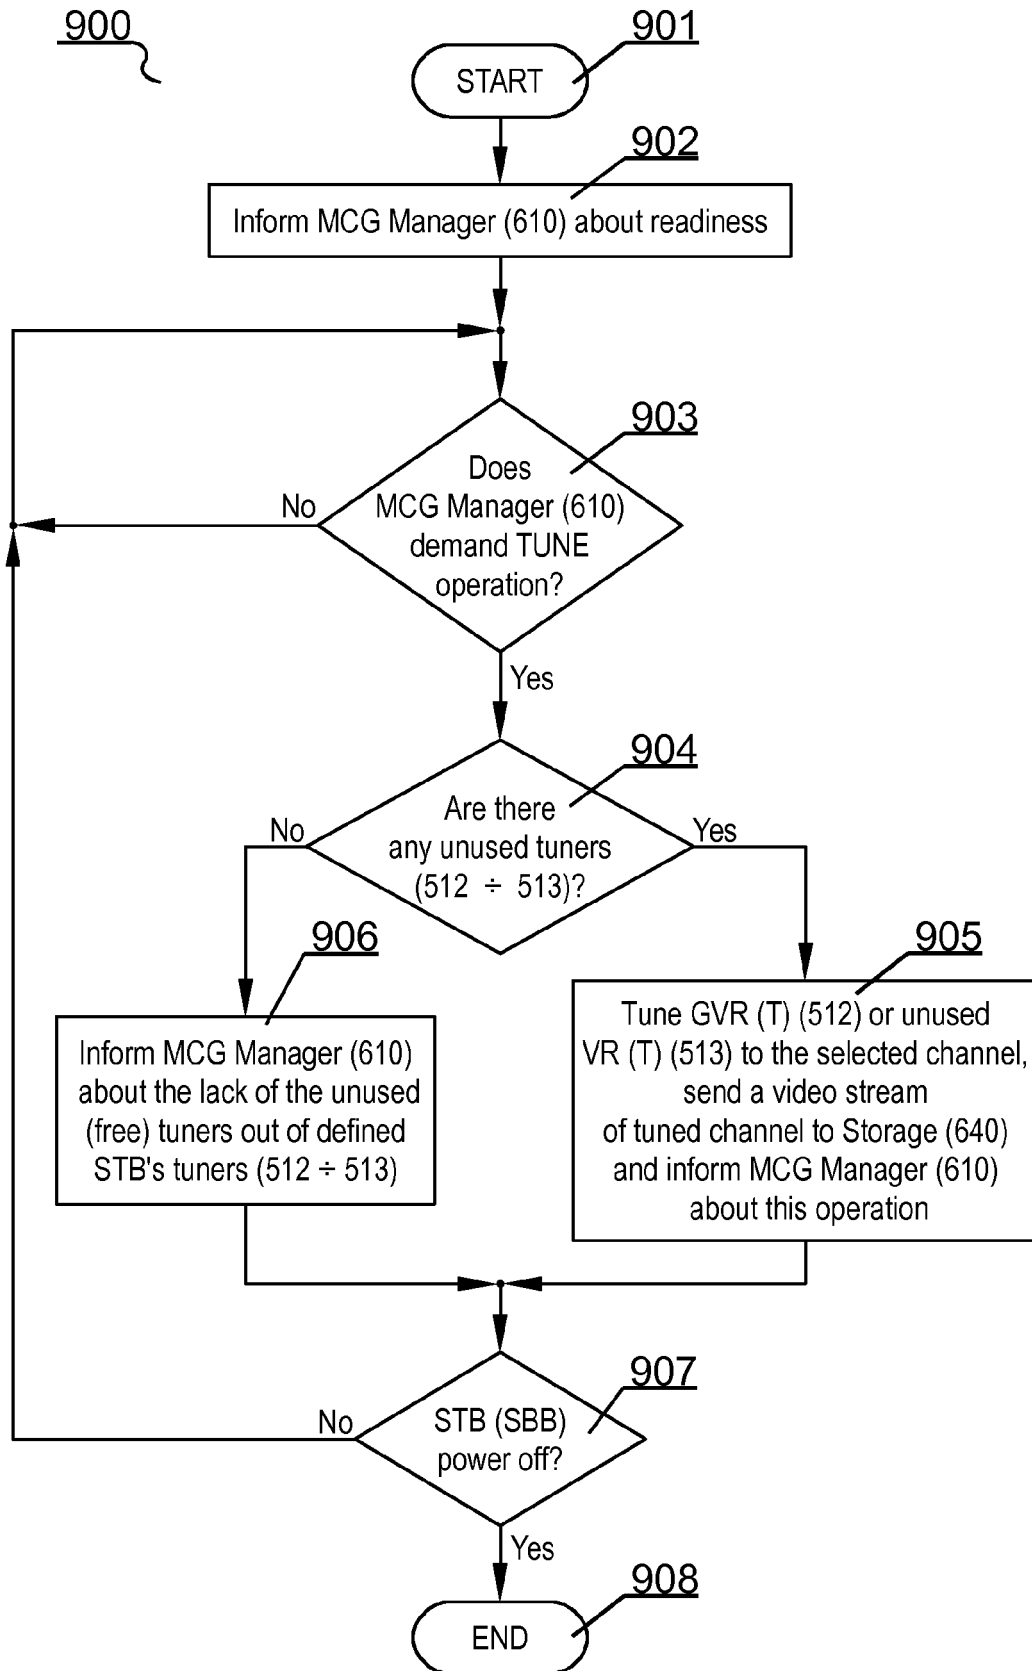 900
901
START
902
Inform MCG Manager (610) about readiness
903
Does
MCG Manager (610)
demand TUNE
operation?
No
Yes
904
Are there
any unused tuners
(512 ÷ 513)?
No
Yes
906
Inform MCG Manager (610)
about the lack of the unused
(free) tuners out of defined
STB's tuners (512 ÷ 513)
905
Tune GVR (T) (512) or unused
VR (T) (513) to the selected channel,
send a video stream
of tuned channel to Storage (640)
and inform MCG Manager (610)
about this operation
907
STB (SBB)
power off?
No
Yes
908
END